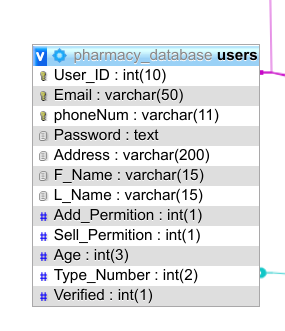 v pharmacy_database users
User_ID : int(10)
Email : varchar(50)
phoneNum : varchar(11)
Password : text
Address : varchar(200)
F_Name : varchar(15)
L_Name : varchar(15)
# Add_Permition : int(1)
# Sell_Permition : int(1)
# Age : int(3)
# Type_Number : int(2)
# Verified : int(1)